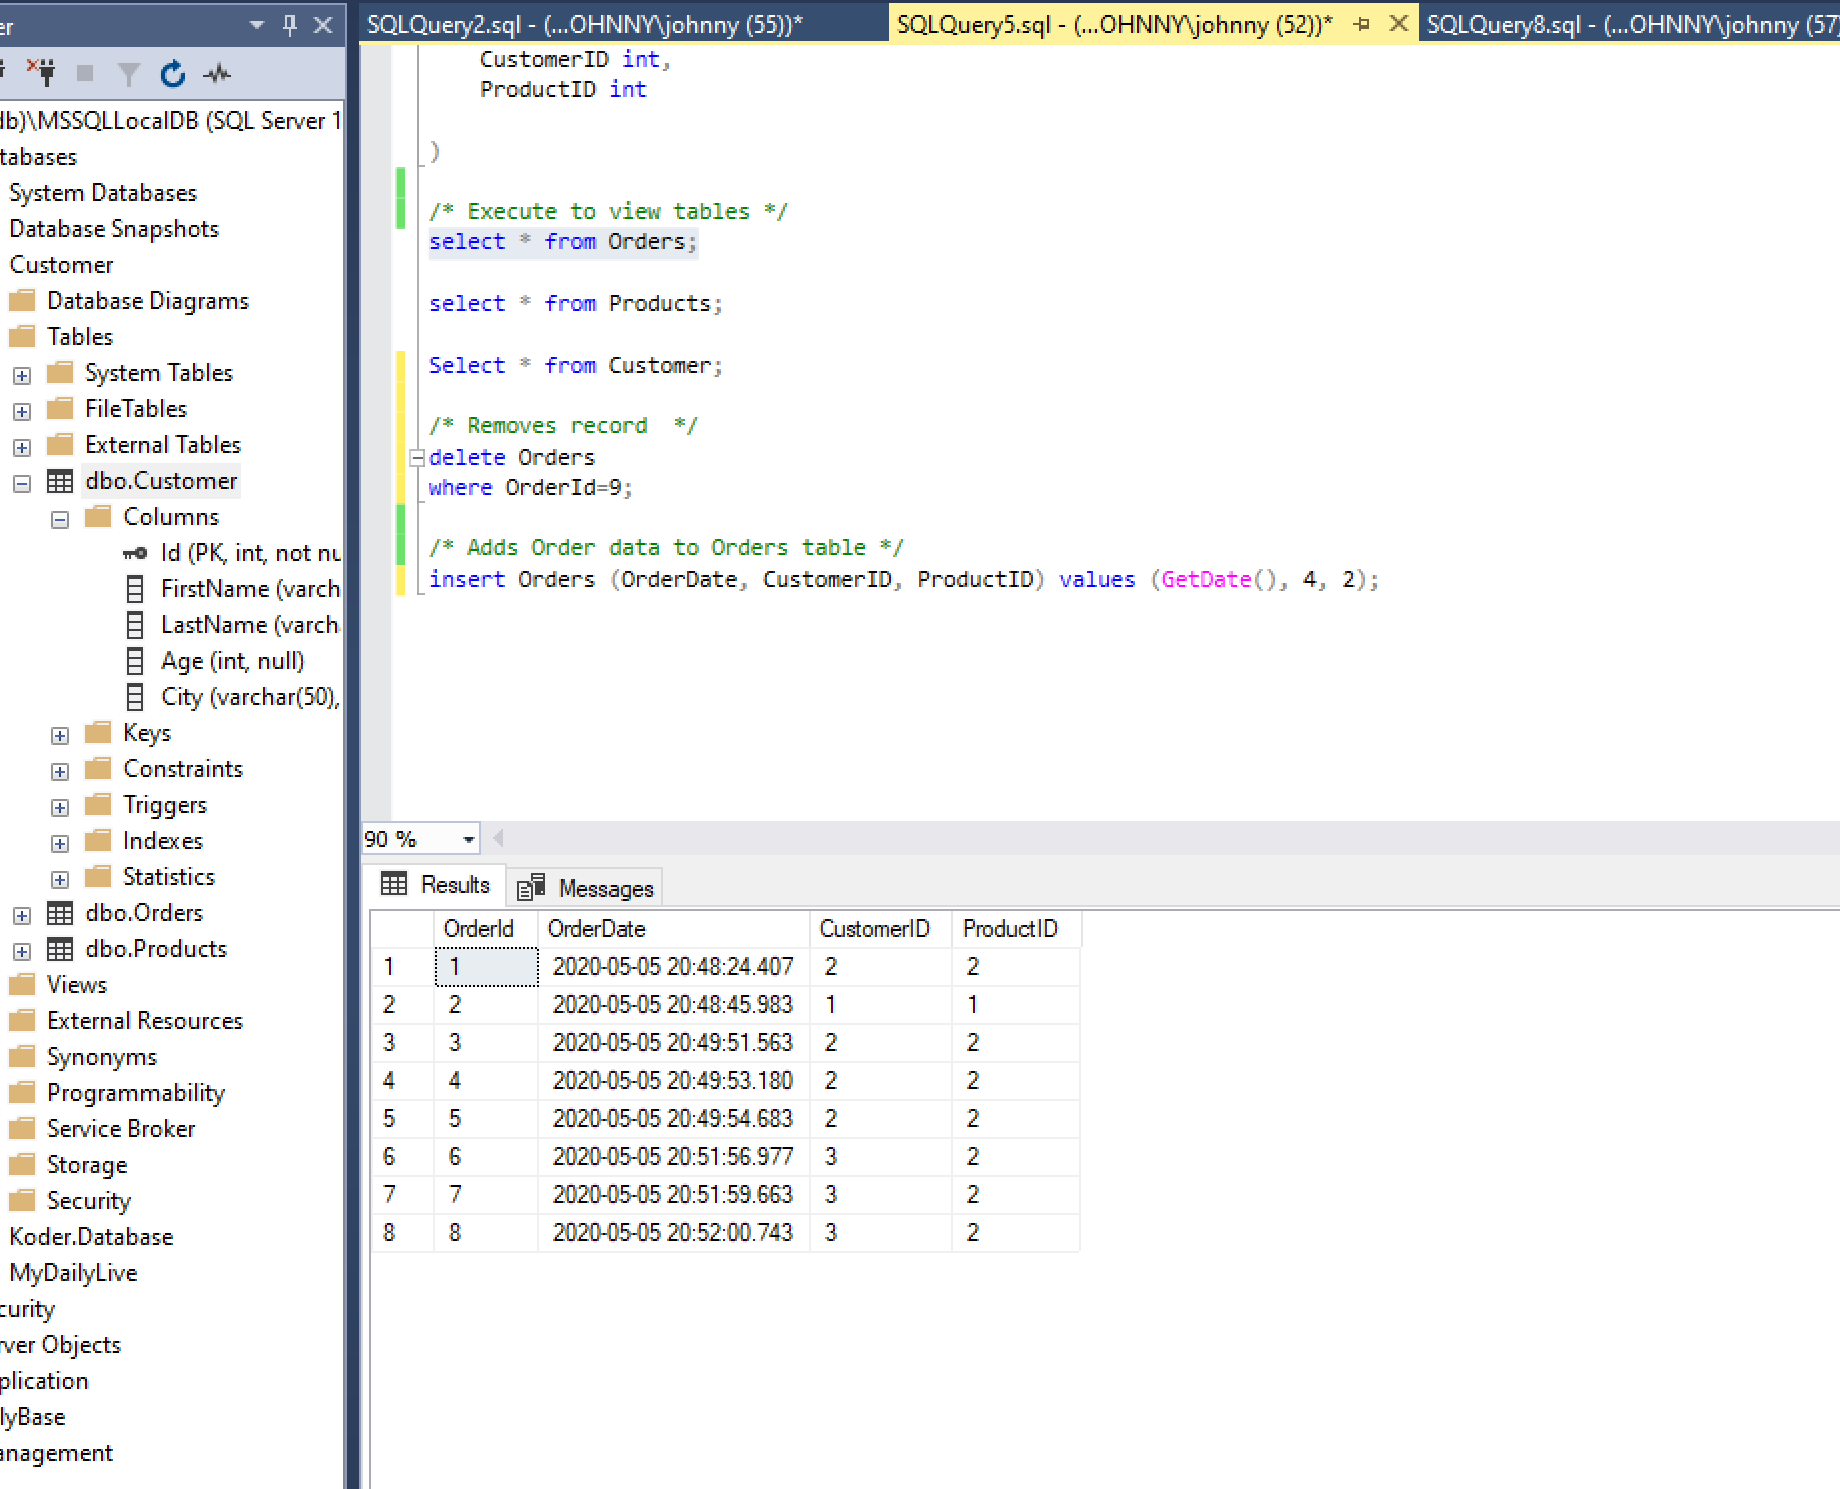 er
db)\MSSQLLocalDB (SQL Server 1
tabases
System Databases
Database Snapshots
Customer
Database Diagrams
Tables
System Tables
FileTables
External Tables
dbo.Customer
Columns
Id (PK, int, not nu
FirstName (varch
LastName (varch
Age (int, null)
City (varchar(50),
Keys
Constraints
Triggers
Indexes
Statistics
dbo.Orders
dbo.Products
Views
External Resources
Synonyms
Programmability
Service Broker
Storage
Security
Koder.Database
MyDailyLive
curity
rver Objects
plication
lyBase
anagement
SQLQuery2.sql - (...OHNNY\johnny (55))*
SQLQuery5.sql - (...OHNNY\johnny (52))*
SQLQuery8.sql - (...OHNNY\johnny (57)
CustomerID int,
ProductID int
)
/* Execute to view tables */
select * from Orders;
select * from Products;
Select * from Customer;
/* Removes record  */
delete Orders
where OrderId=9;
/* Adds Order data to Orders table */
insert Orders (OrderDate, CustomerID, ProductID) values (GetDate(), 4, 2);
90 %
Results Messages
OrderId OrderDate CustomerID ProductID
1 1 2020-05-05 20:48:24.407 2 2
2 2 2020-05-05 20:48:45.983 1 1
3 3 2020-05-05 20:49:51.563 2 2
4 4 2020-05-05 20:49:53.180 2 2
5 5 2020-05-05 20:49:54.683 2 2
6 6 2020-05-05 20:51:56.977 3 2
7 7 2020-05-05 20:51:59.663 3 2
8 8 2020-05-05 20:52:00.743 3 2